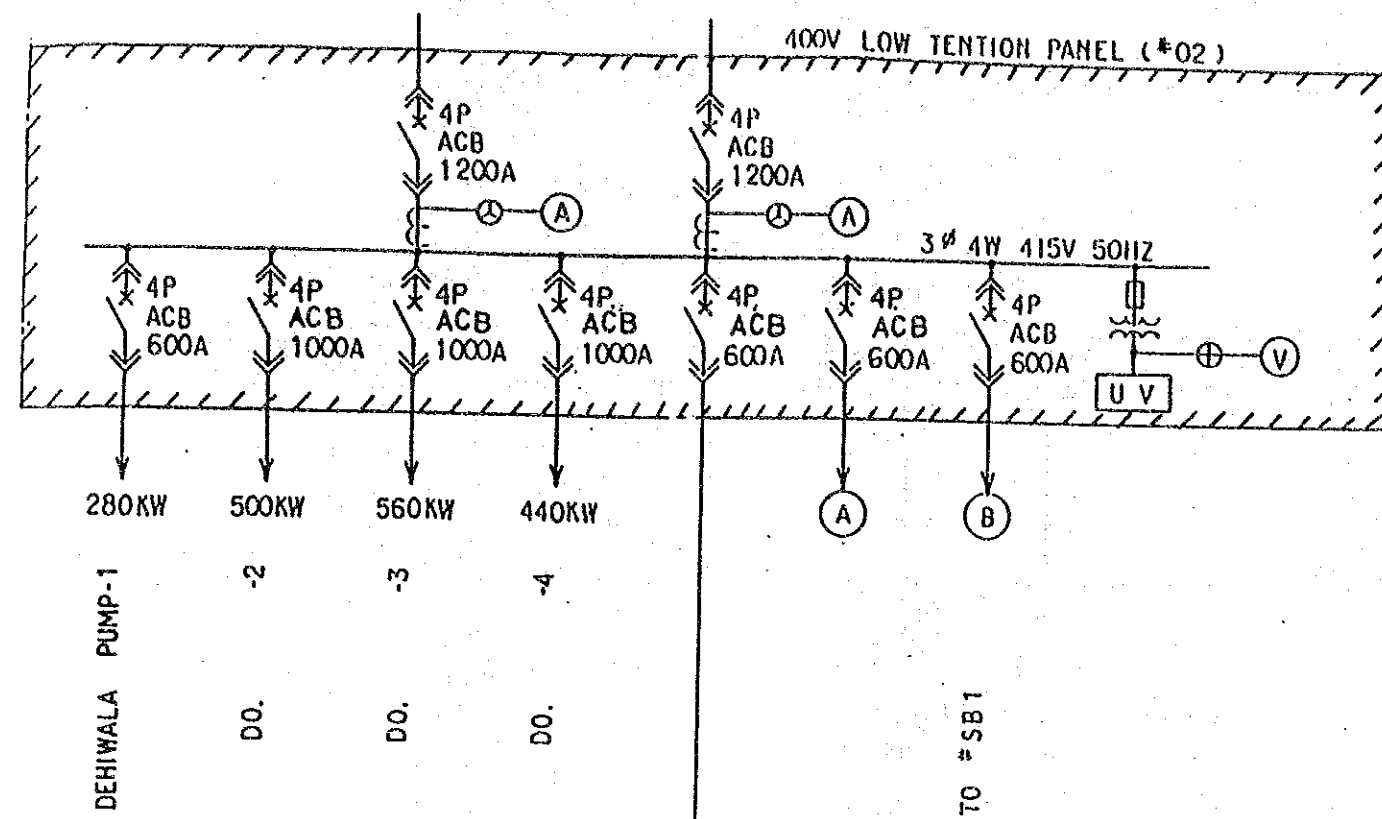 400V LOW TENTION PANEL (#02)
4P
ACB
1200A
A
4P
ACB
1200A
A
3ø 4W 415V 50HZ
4P
ACB
600A
4P
ACB
1000A
4P
ACB
1000A
4P.
ACB
1000A
4P.
ACB
600A
4P.
ACB
600A
4P
ACB
600A
V
U V
280KW
500KW
560KW
440KW
A
B
DEHIWALA PUMP-1
DO. -2
DO. -3
DO. -4
TO #SB1